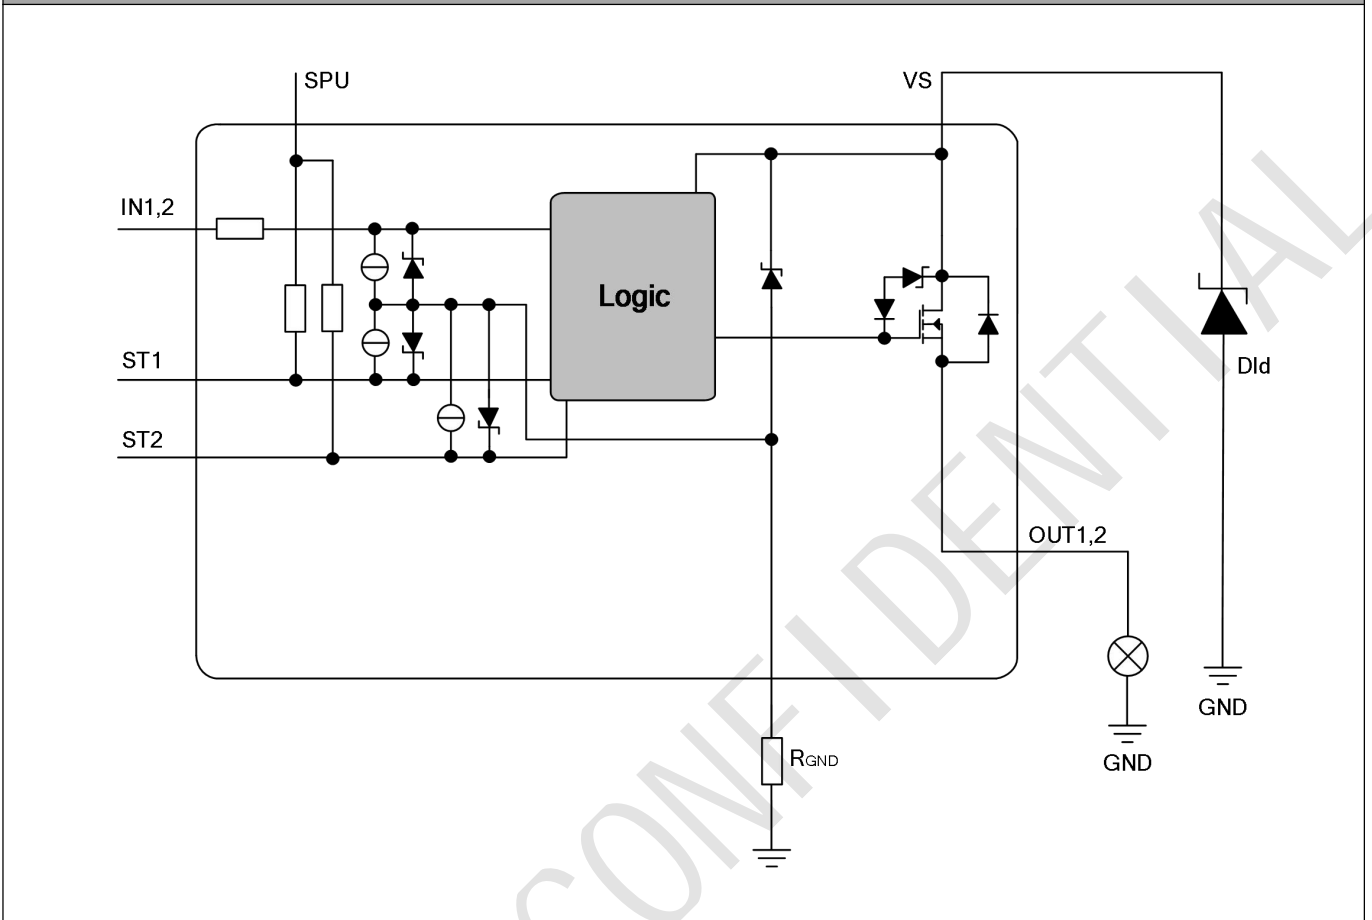 SPU
VS
IN1,2
Logic
ST1
Dld
ST2
OUT1,2
GND
RGND
GND
CONFIDENTIAL